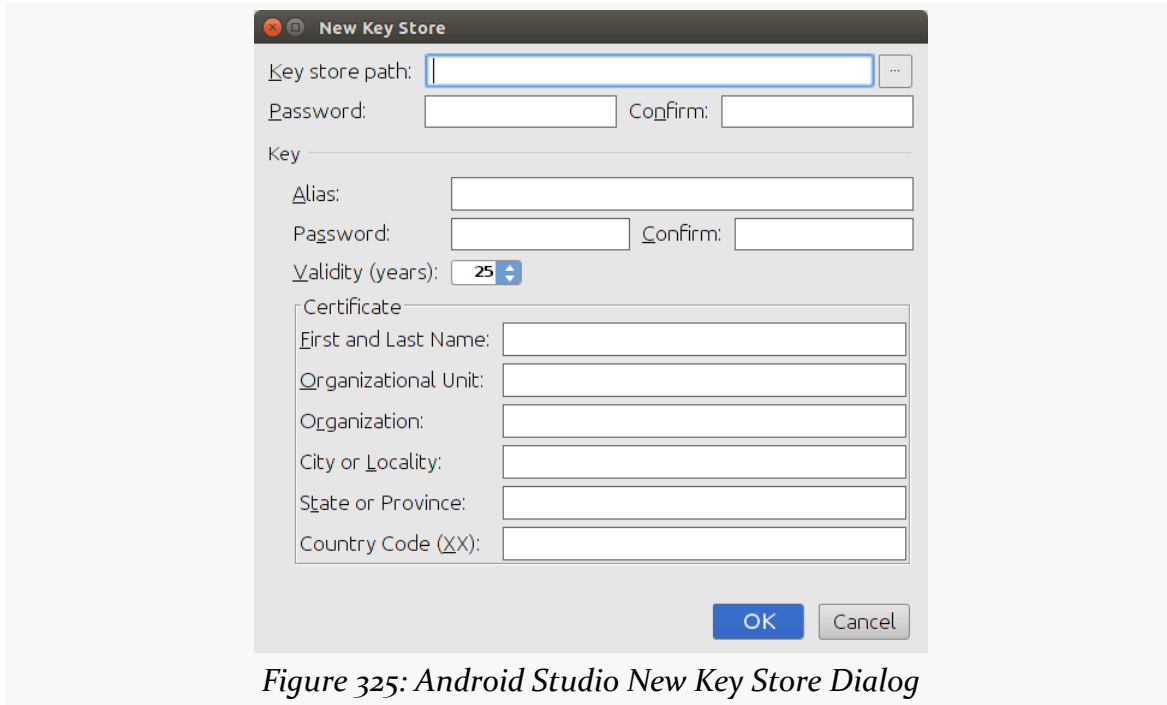 New Key Store
Key store path: ...
Password: Confirm:
Key
Alias:
Password: Confirm:
Validity (years): 25
Certificate
First and Last Name:
Organizational Unit:
Organization:
City or Locality:
State or Province:
Country Code (XX):
OK Cancel
Figure 325: Android Studio New Key Store Dialog